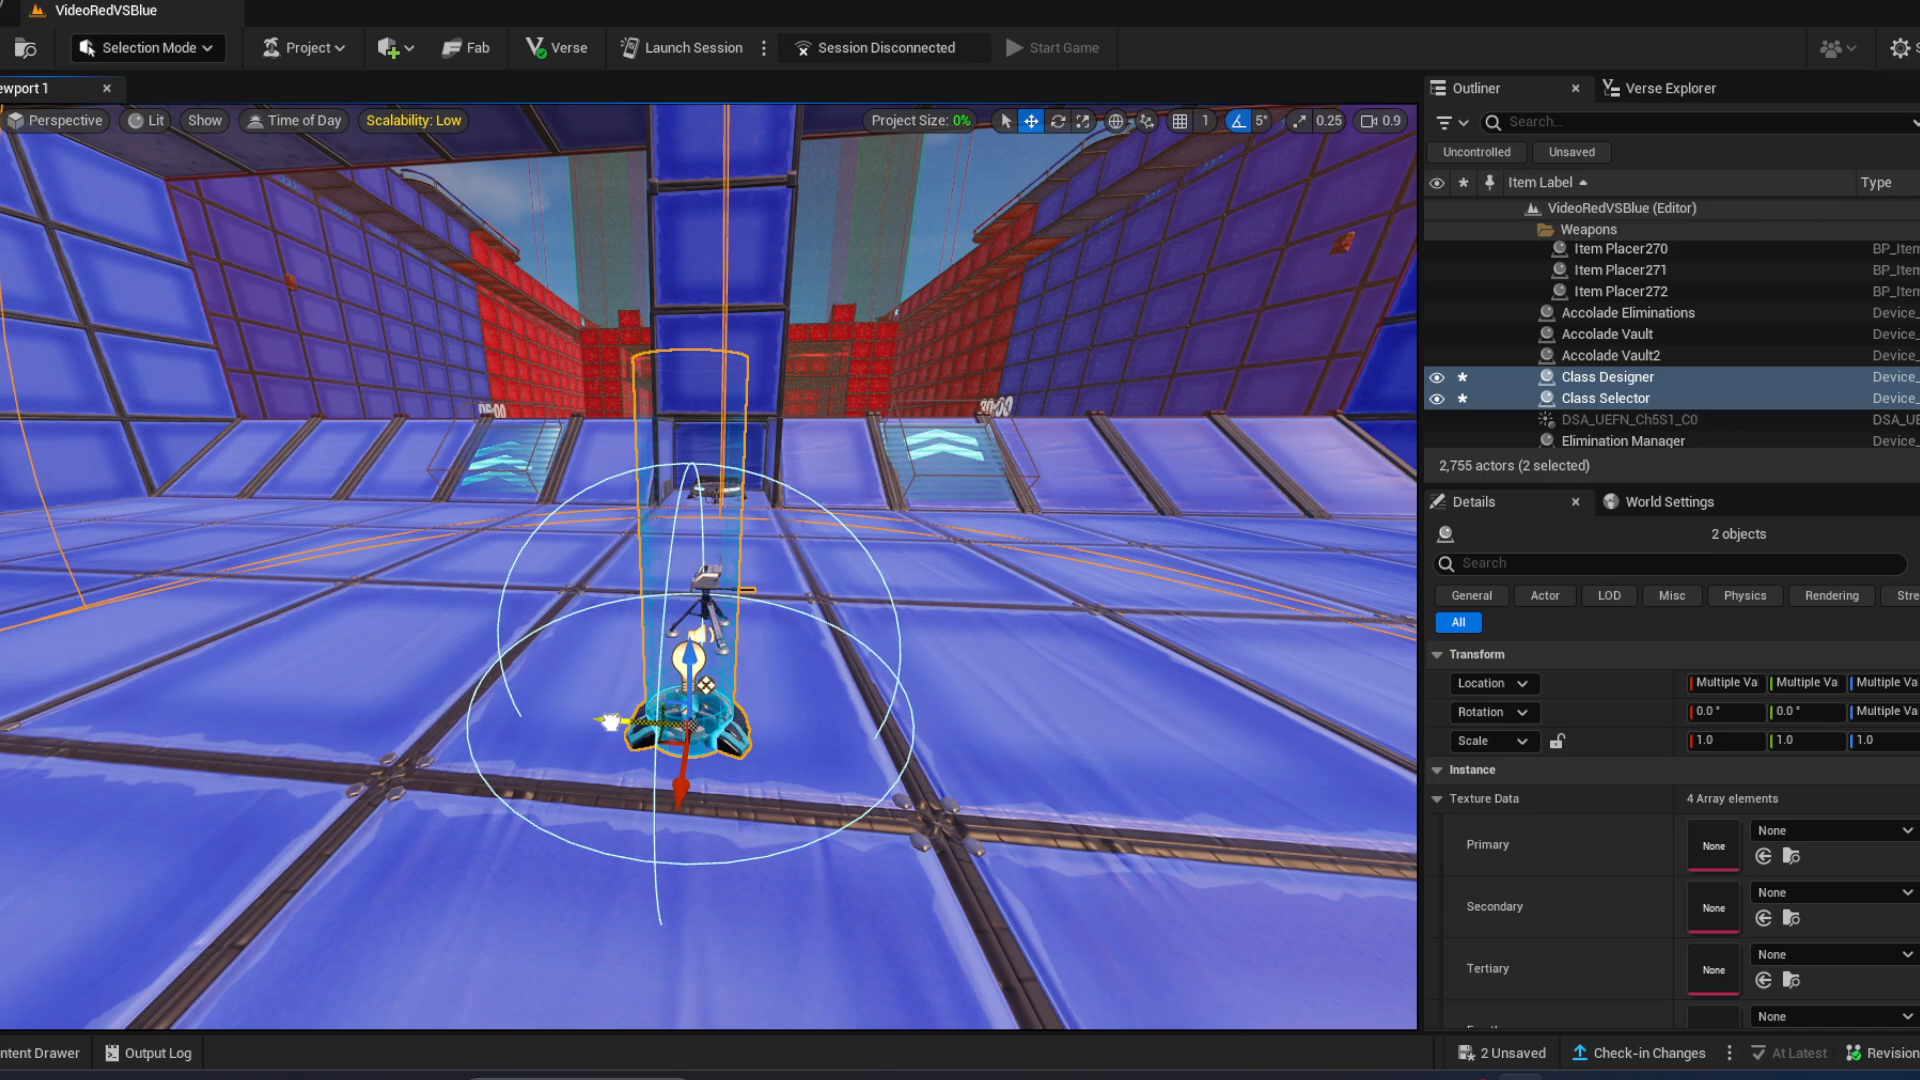 VideoRedVSBlue
Selection Mode
Project
Fab
Verse
Launch Session
Session Disconnected
Start Game
ewport 1
Perspective
Lit
Show
Time of Day
Scalability: Low
Project Size: 0%
1
5°
0.25
0.9
30:00
Outliner
Verse Explorer
Search...
Uncontrolled
Unsaved
Item Label
Type
VideoRedVSBlue (Editor)
Weapons
Item Placer270 BP_Item
Item Placer271 BP_Item
Item Placer272 BP_Item
Accolade Eliminations Device_
Accolade Vault Device_
Accolade Vault2 Device_
Class Designer Device_
Class Selector Device_
DSA_UEFN_Ch5S1_C0 DSA_UE
Elimination Manager Device_
2,755 actors (2 selected)
Details
World Settings
2 objects
Search
General
Actor
LOD
Misc
Physics
Rendering
Stre
All
Transform
Location Multiple Va Multiple Va Multiple Va
Rotation 0.0 ° 0.0 ° Multiple Va
Scale 1.0 1.0 1.0
Instance
Texture Data 4 Array elements
Primary None None
Secondary None None
Tertiary None None
None
ntent Drawer
Output Log
2 Unsaved
Check-in Changes
At Latest
Revision